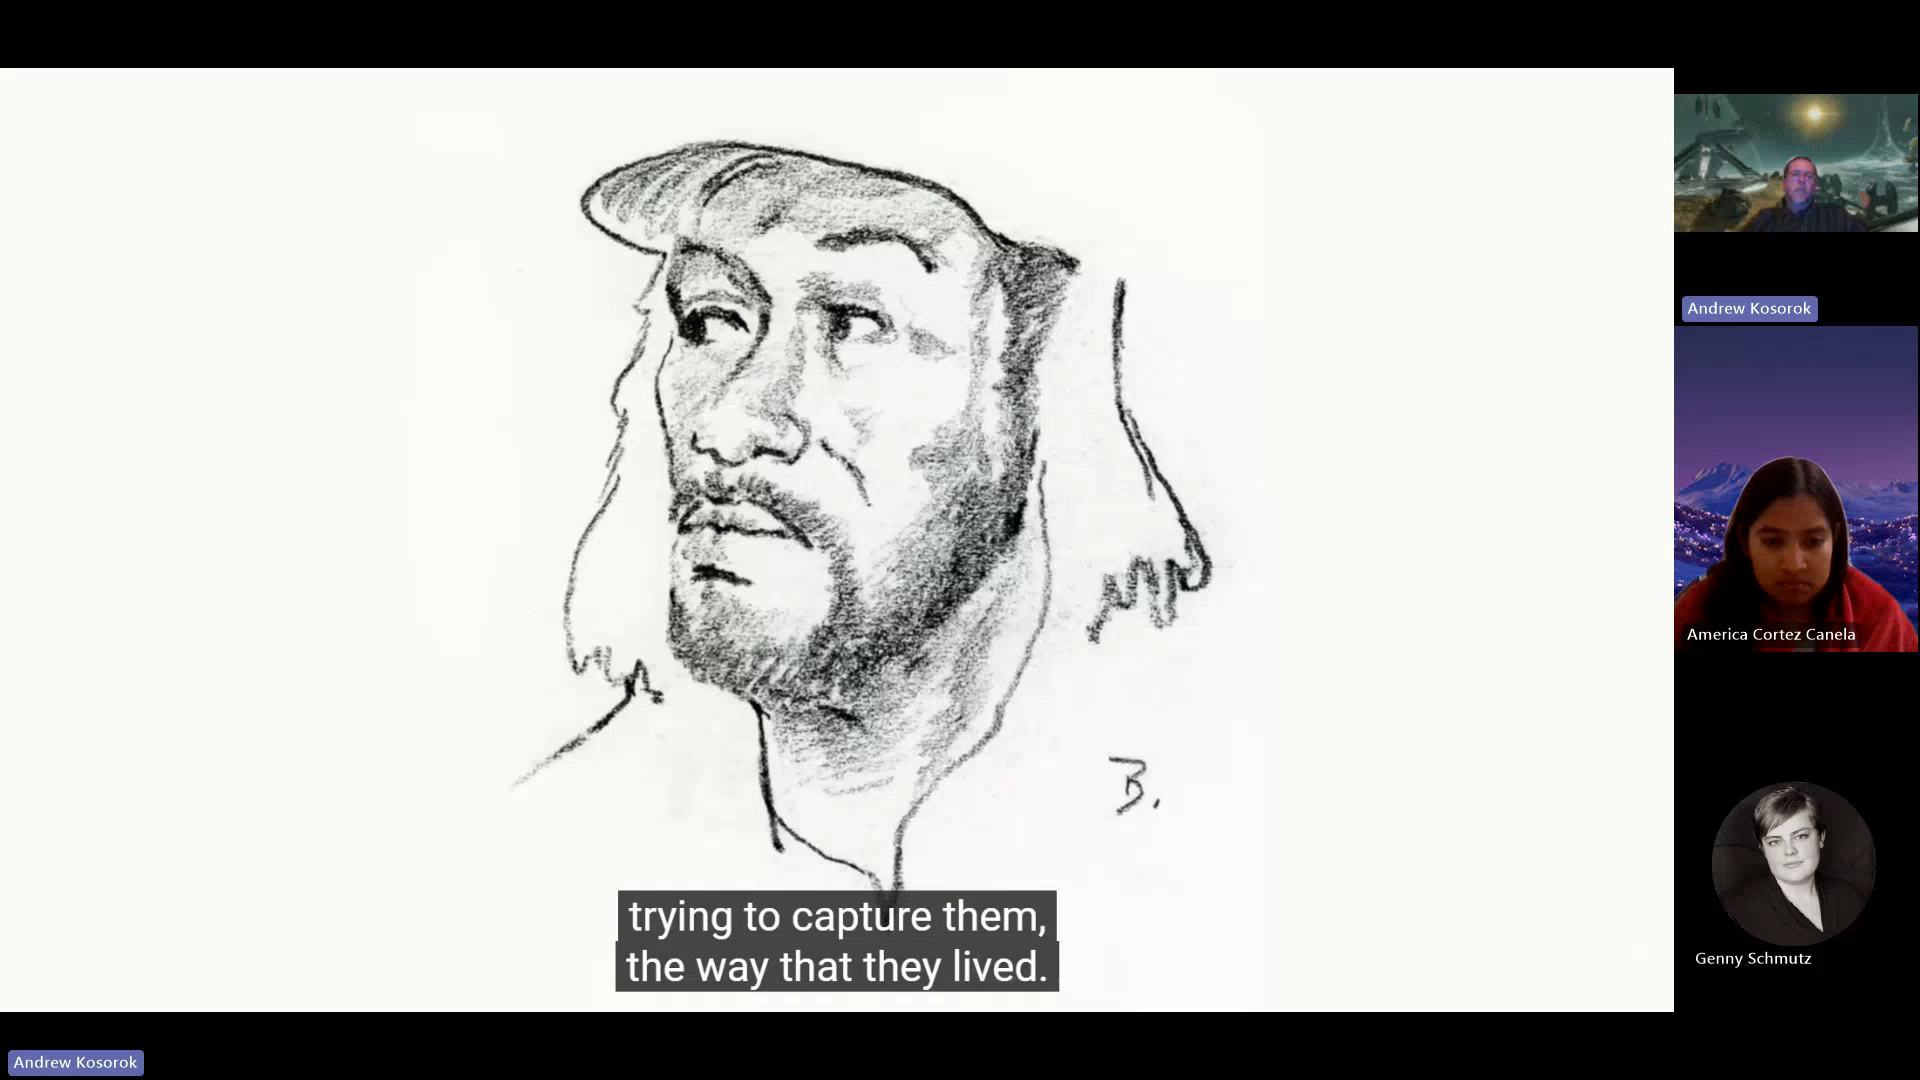 Andrew Kosorok
America Cortez Canela
B.
Genny Schmutz
trying to capture them,
the way that they lived.
Andrew Kosorok